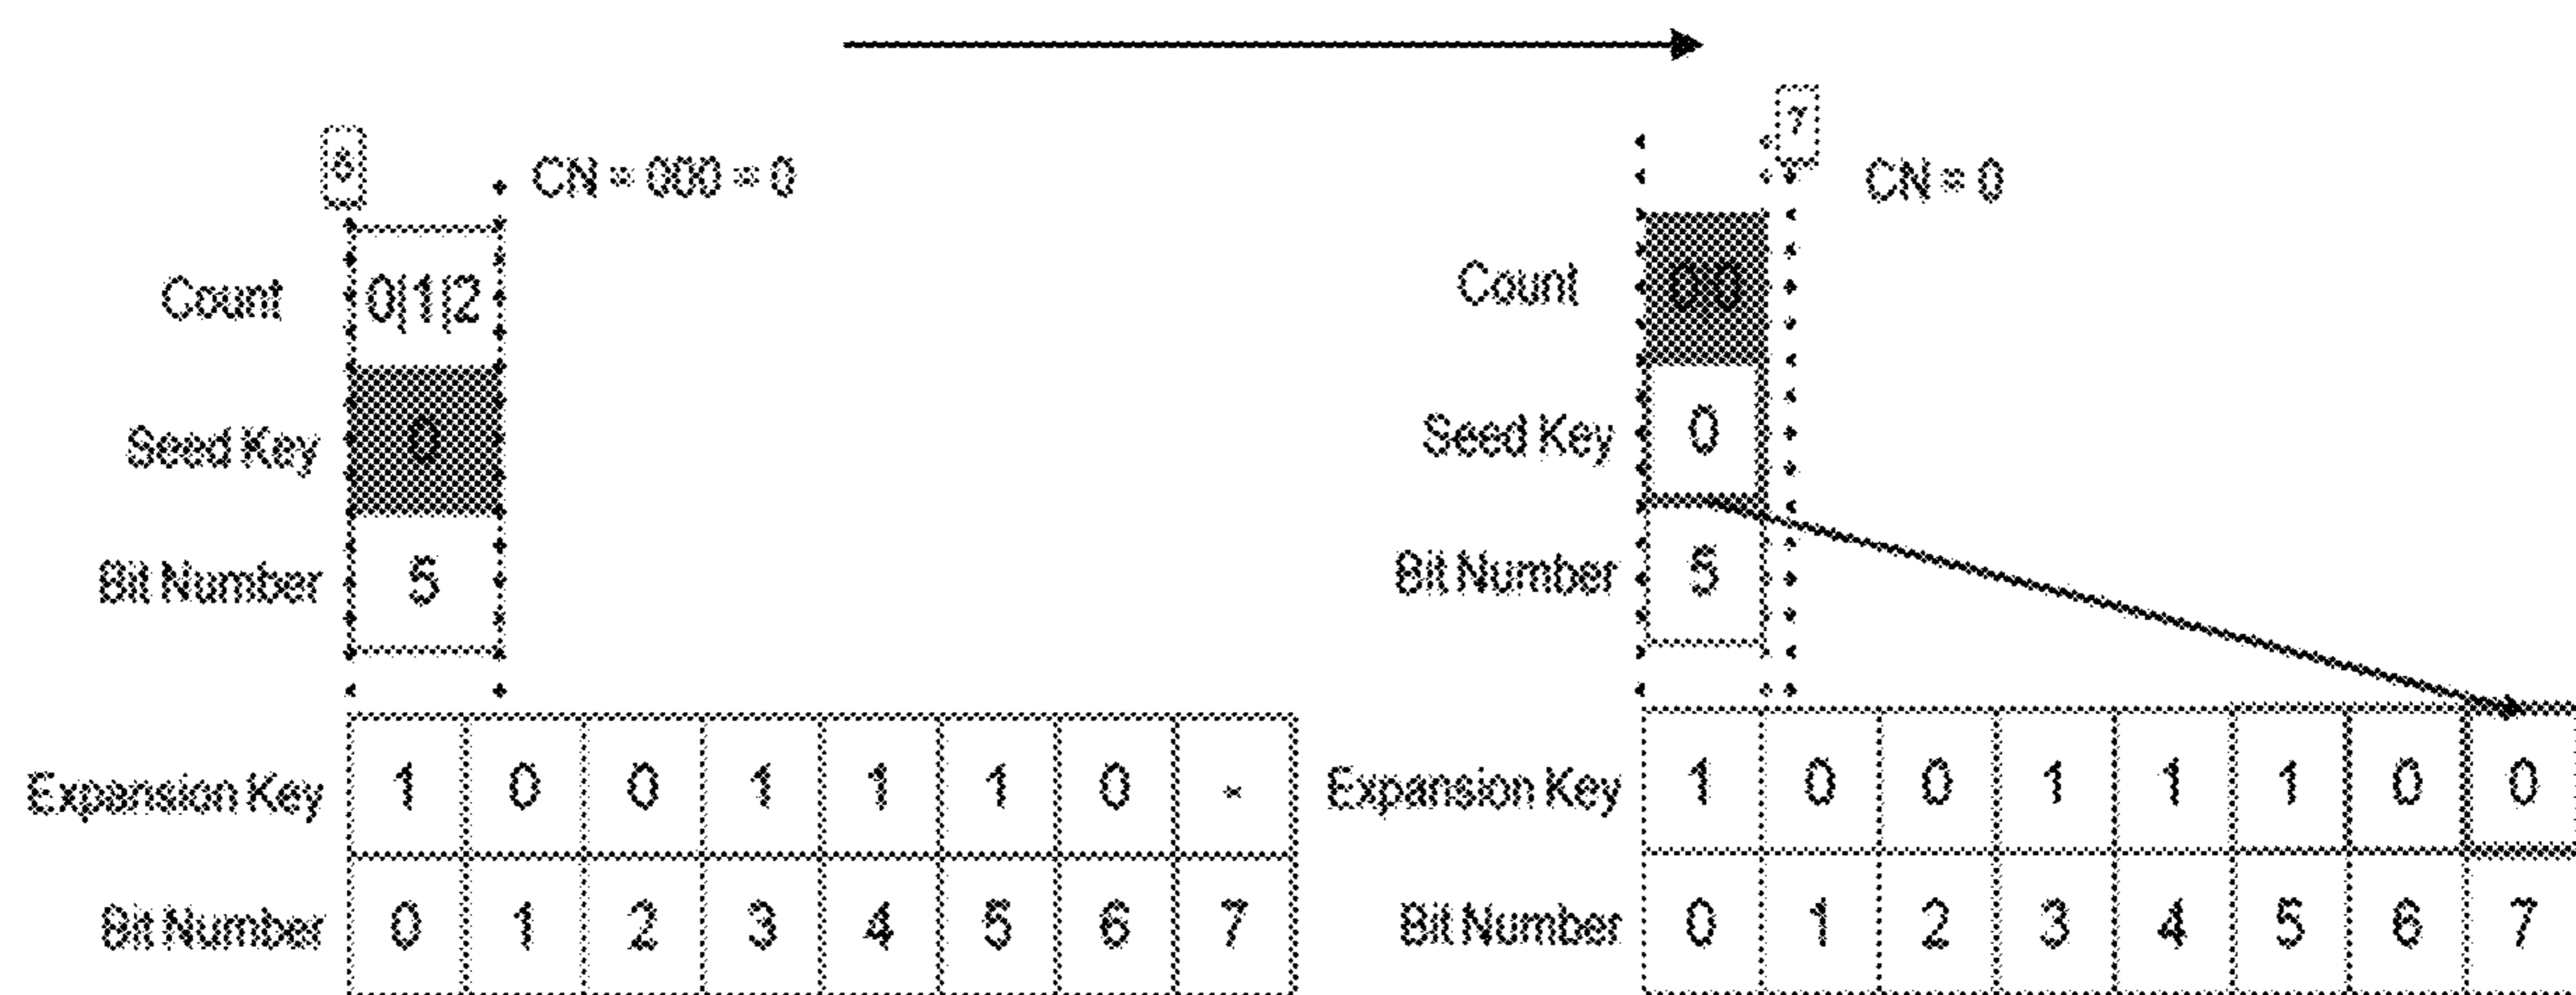 6
CN = 000 = 0
Count 0|1|2
Seed Key 0
Bit Number 5
Expansion Key 1 0 0 1 1 1 0 -
Bit Number 0 1 2 3 4 5 6 7
7
CN = 0
Count
Seed Key 0
Bit Number 5
Expansion Key 1 0 0 1 1 1 0 0
Bit Number 0 1 2 3 4 5 6 7